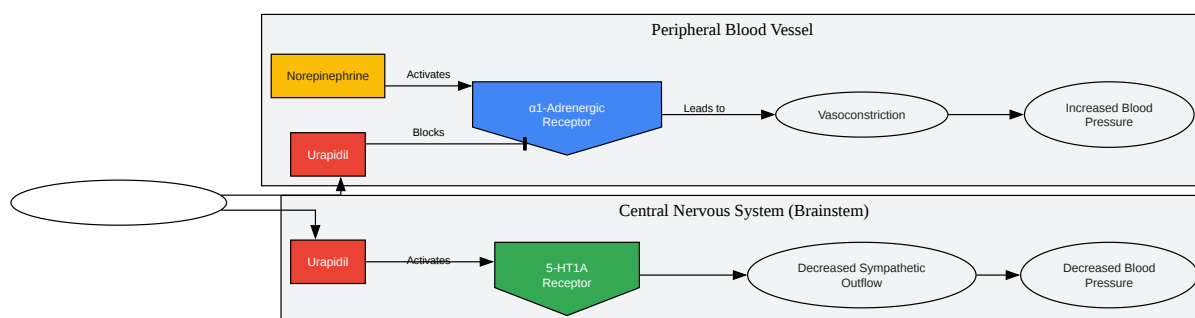 Peripheral Blood Vessel
Norepinephrine
Activates
α1-Adrenergic
Receptor
Leads to
Vasoconstriction
Increased Blood
Pressure
Blocks
Urapidil
Central Nervous System (Brainstem)
Urapidil
Activates
5-HT1A
Receptor
Decreased Sympathetic
Outflow
Decreased Blood
Pressure